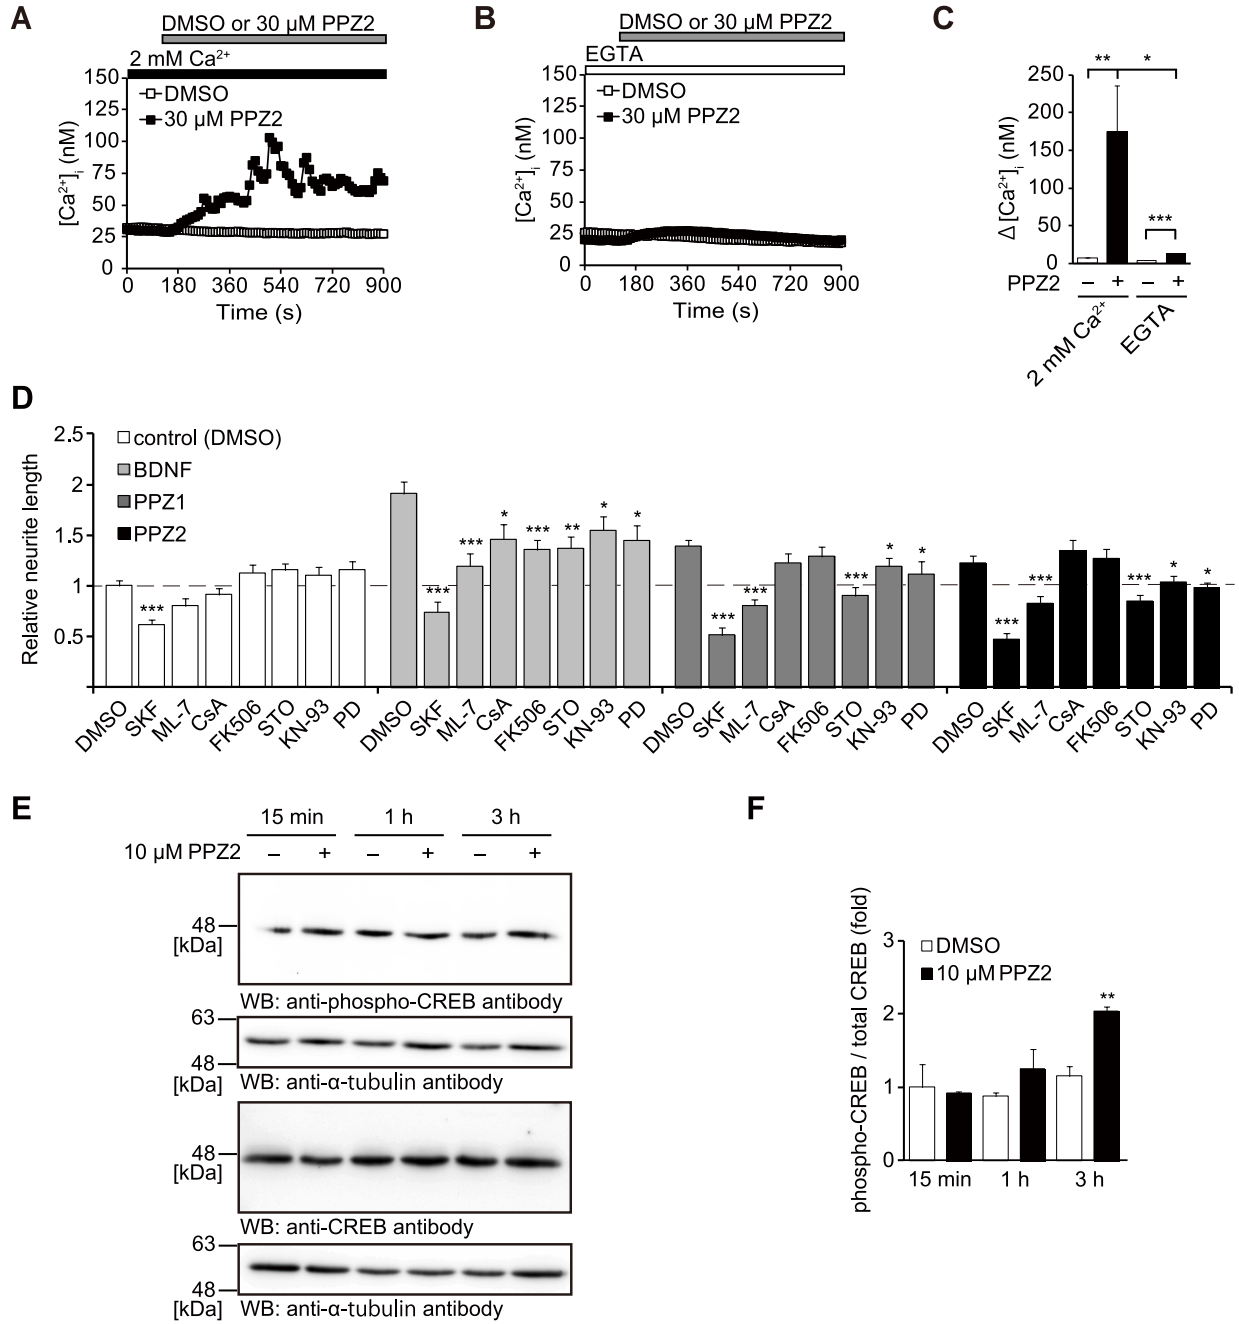 A
DMSO or 30 µM PPZ2
2 mM Ca²⁺
DMSO
30 µM PPZ2
[Ca²⁺]i (nM)
150
125
100
75
50
25
0
0 180 360 540 720 900
Time (s)
B
DMSO or 30 µM PPZ2
EGTA
DMSO
30 µM PPZ2
[Ca²⁺]i (nM)
150
125
100
75
50
25
0
0 180 360 540 720 900
Time (s)
C
** *
***
Δ[Ca²⁺]i (nM)
250
200
150
100
50
0
PPZ2 – + – +
2 mM Ca²⁺
EGTA
D
Relative neurite length
2.5
2
1.5
1
0.5
control (DMSO)
BDNF
PPZ1
PPZ2
***
*** *** * *** ** * *
*** *** *** * *
*** *** *** * *
DMSO SKF ML-7 CsA FK506 STO KN-93 PD
DMSO SKF ML-7 CsA FK506 STO KN-93 PD
DMSO SKF ML-7 CsA FK506 STO KN-93 PD
DMSO SKF ML-7 CsA FK506 STO KN-93 PD
E
15 min 1 h 3 h
10 µM PPZ2 – + – + – +
48
[kDa]
WB: anti-phospho-CREB antibody
63
48
[kDa]
WB: anti-α-tubulin antibody
48
[kDa]
WB: anti-CREB antibody
63
48
[kDa]
WB: anti-α-tubulin antibody
F
phospho-CREB / total CREB (fold)
3
2
1
0
DMSO
10 µM PPZ2
**
15 min 1 h 3 h